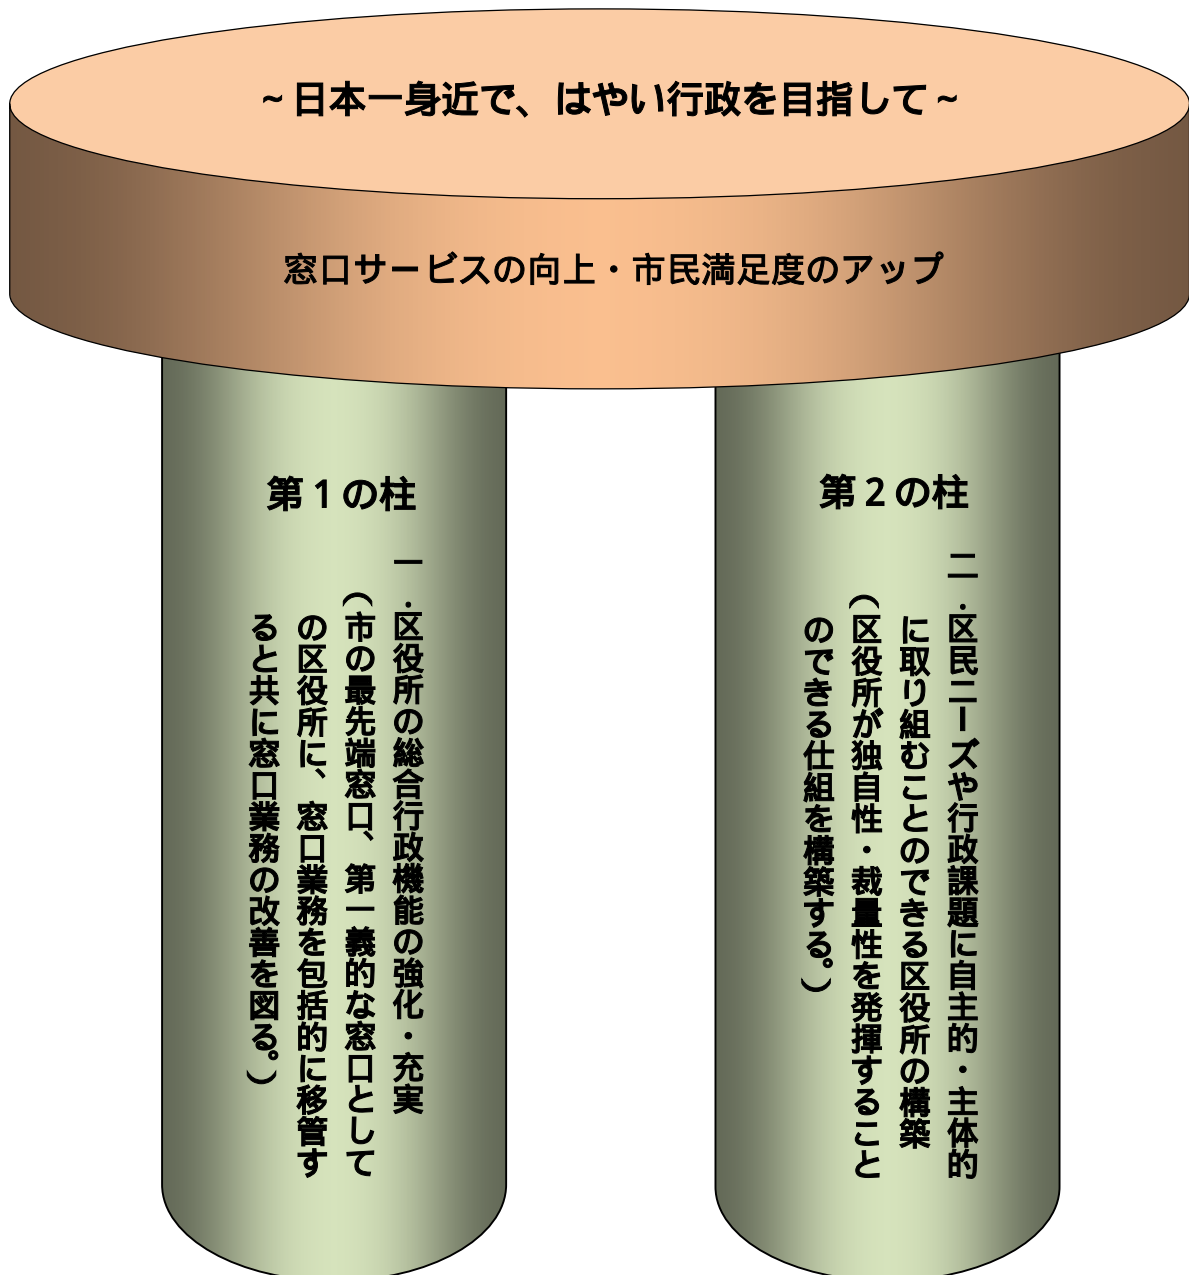 ~日本一身近で、はやい行政を目指して~
窓口サービスの向上・市民満足度のアップ
第1の柱
一.区役所の総合行政機能の強化・充実
(市の最先端窓口、第一義的な窓口として
の区役所に、窓口業務を包括的に移管す
ると共に窓口業務の改善を図る。)
第2の柱
二.区民ニーズや行政課題に自主的・主体的
に取り組むことのできる区役所の構築
(区役所が独自性・裁量性を発揮すること
のできる仕組を構築する。)